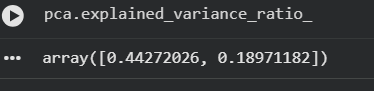 pca.explained_variance_ratio_
array([0.44272026, 0.18971182])